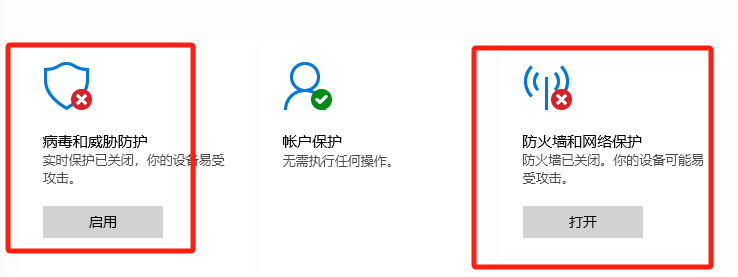 病毒和威胁防护
实时保护已关闭，你的设备易受
攻击。
启用
帐户保护
无需执行任何操作。
防火墙和网络保护
防火墙已关闭。你的设备可能易
受攻击。
打开